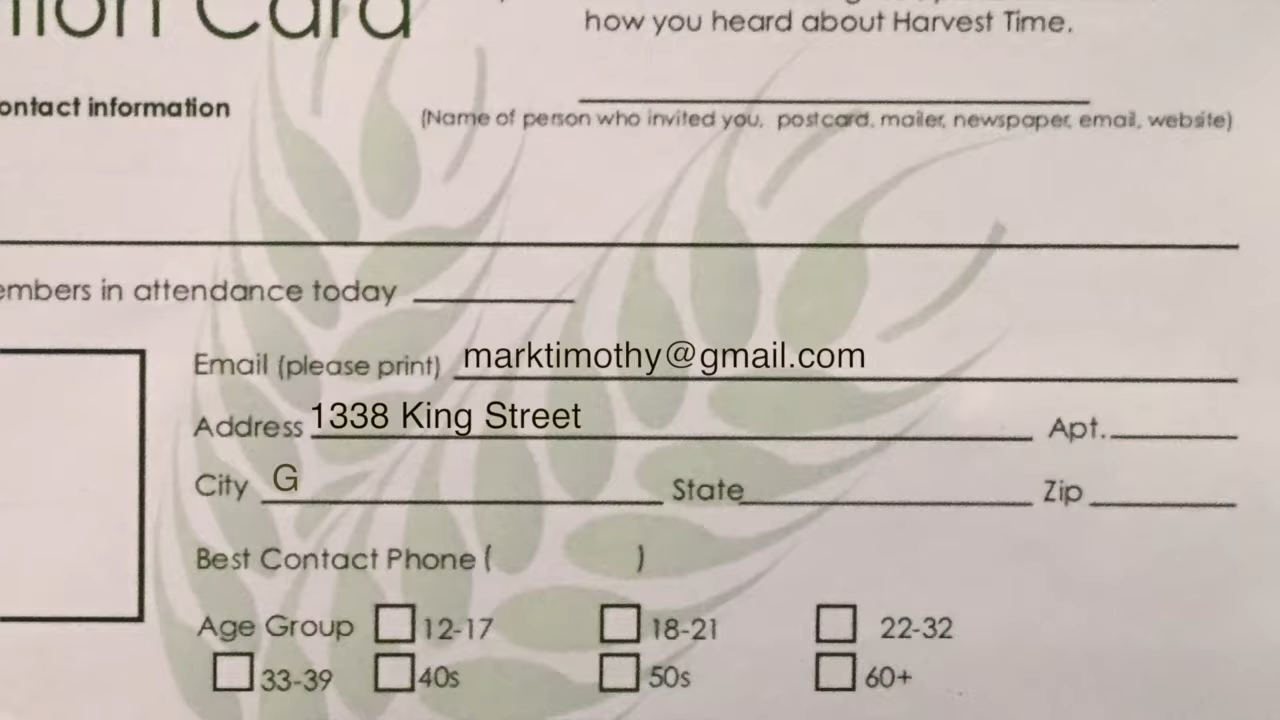 tion Card
how you heard about Harvest Time.
ontact information
(Name of person who invited you, postcard, mailer, newspaper, email, website)
embers in attendance today
Email (please print) marktimothy@gmail.com
Address 1338 King Street Apt.
City G State Zip
Best Contact Phone ( )
Age Group 12-17 18-21 22-32
33-39 40s 50s 60+